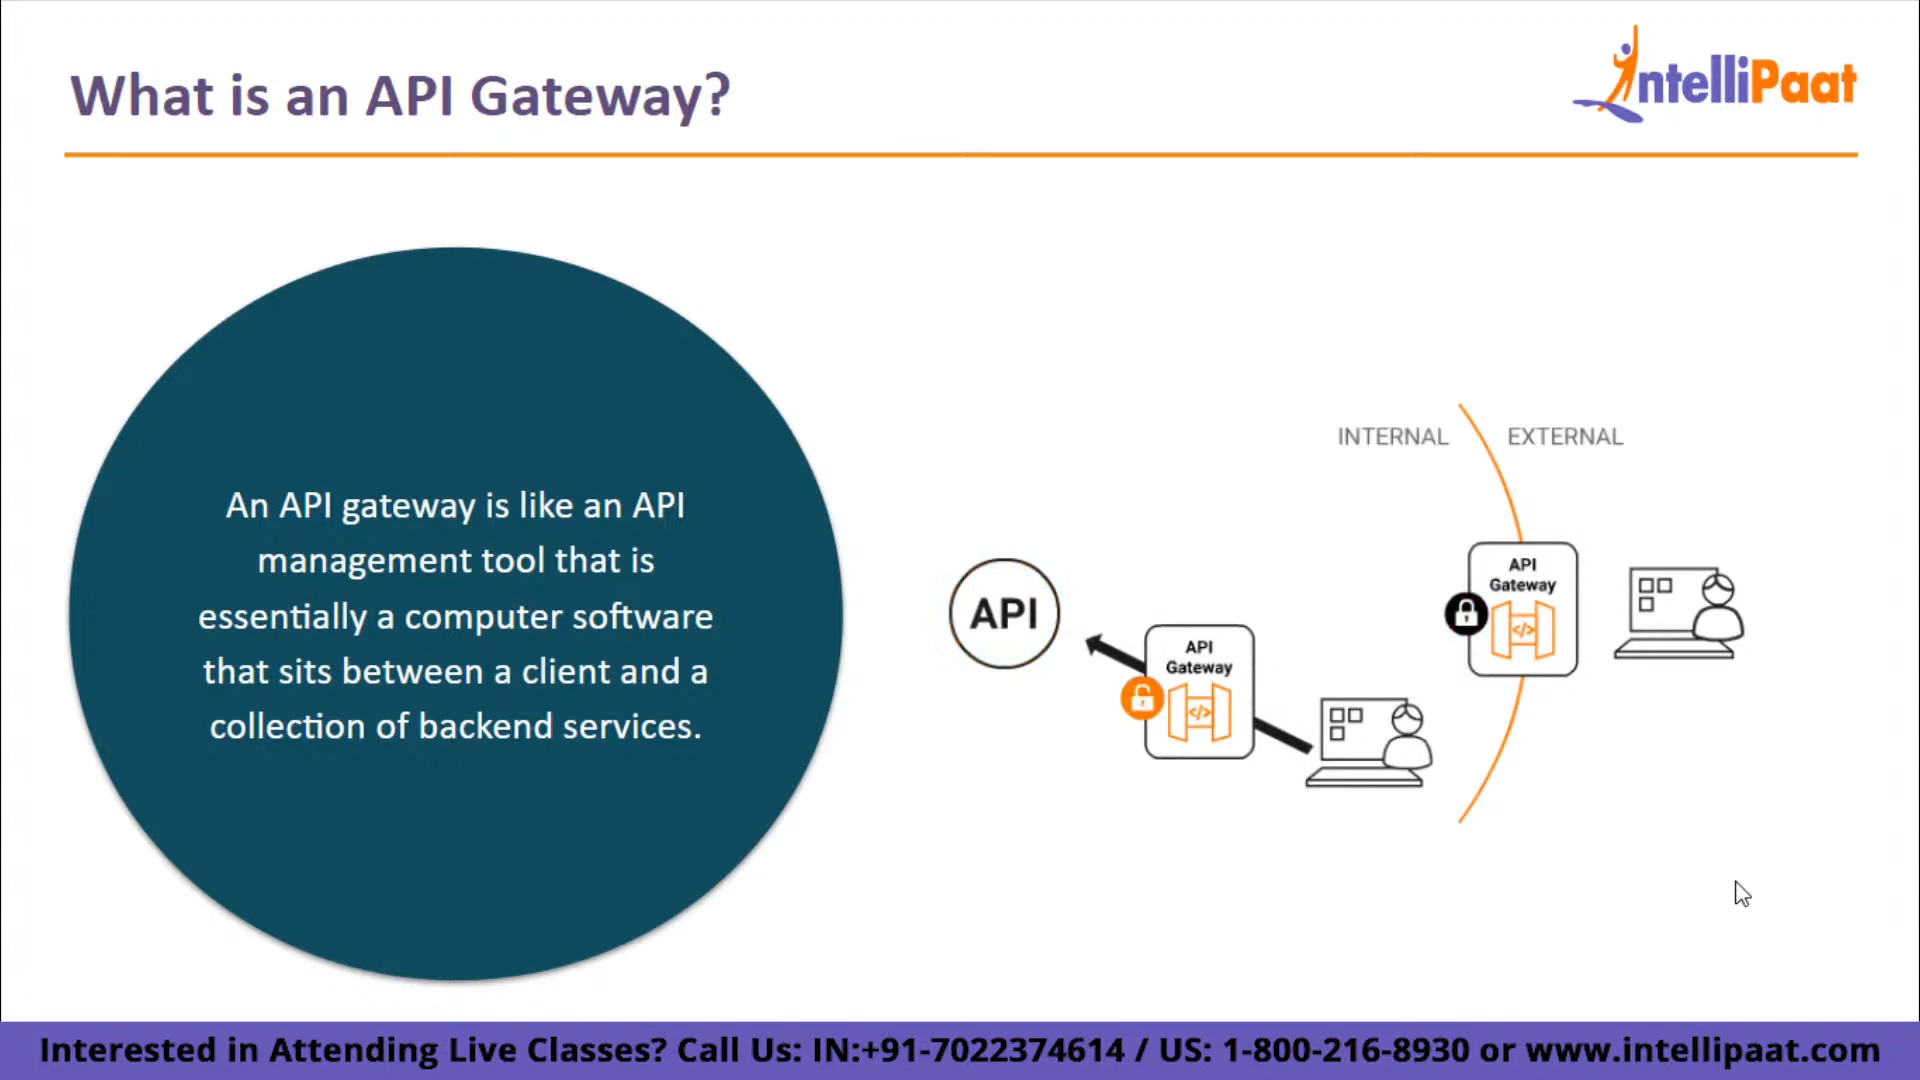 What is an API Gateway?
IntelliPaat
An API gateway is like an API
management tool that is
essentially a computer software
that sits between a client and a
collection of backend services.
INTERNAL
EXTERNAL
API
API
Gateway
</>
API
Gateway
</>
Interested in Attending Live Classes? Call Us: IN:+91-7022374614 / US: 1-800-216-8930 or www.intellipaat.com